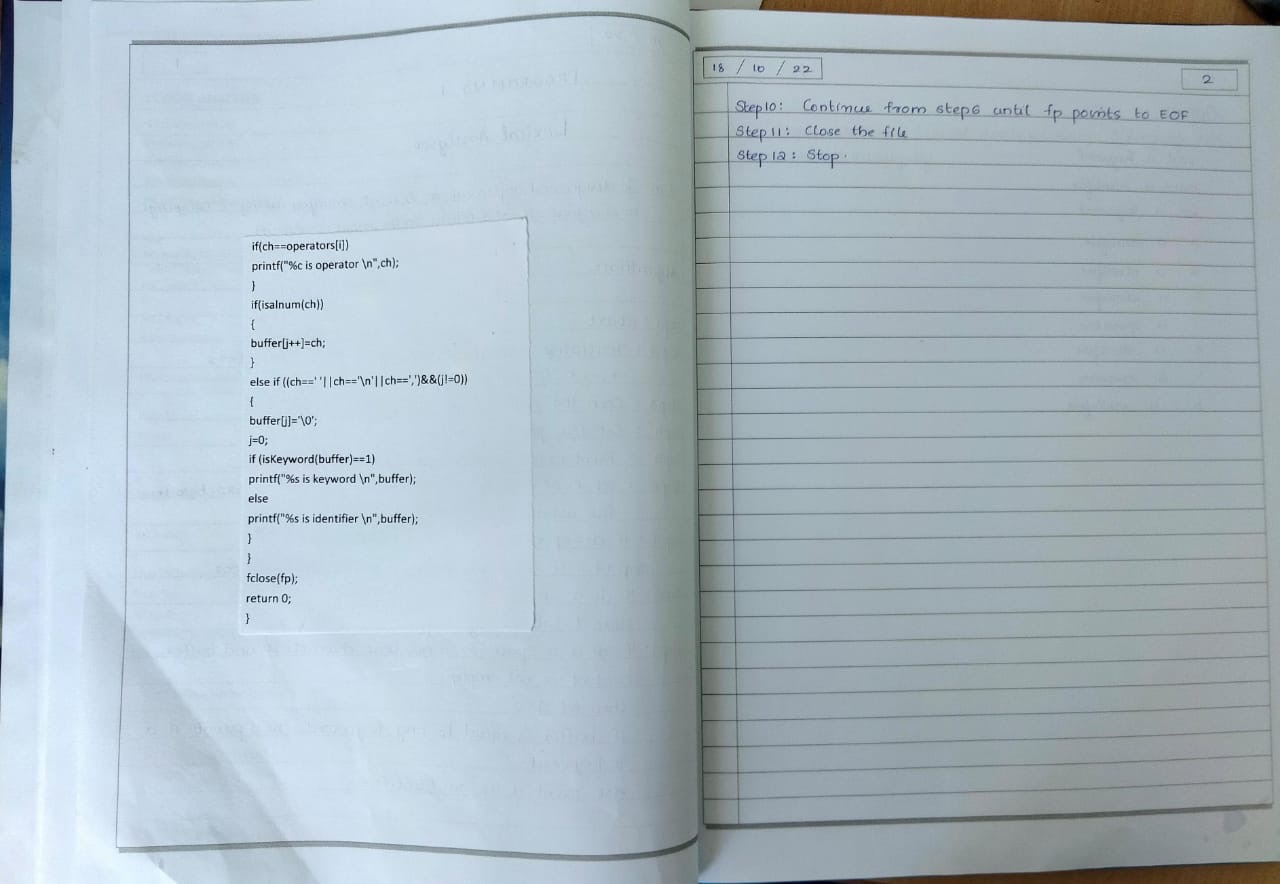 if(ch==operators[i])
printf("%c is operator \n",ch);
}
if(isalnum(ch))
{
buffer[j++]=ch;
}
else if ((ch==' '||ch=='\n'||ch==',')&&(j!=0))
{
buffer[j]='\0';
j=0;
if (isKeyword(buffer)==1)
printf("%s is keyword \n",buffer);
else
printf("%s is identifier \n",buffer);
}
}
fclose(fp);
return 0;
}
18 / 10 / 22
2
Step10: Continue from step6 until fp points to EOF
Step 11: Close the file
Step 12: Stop.